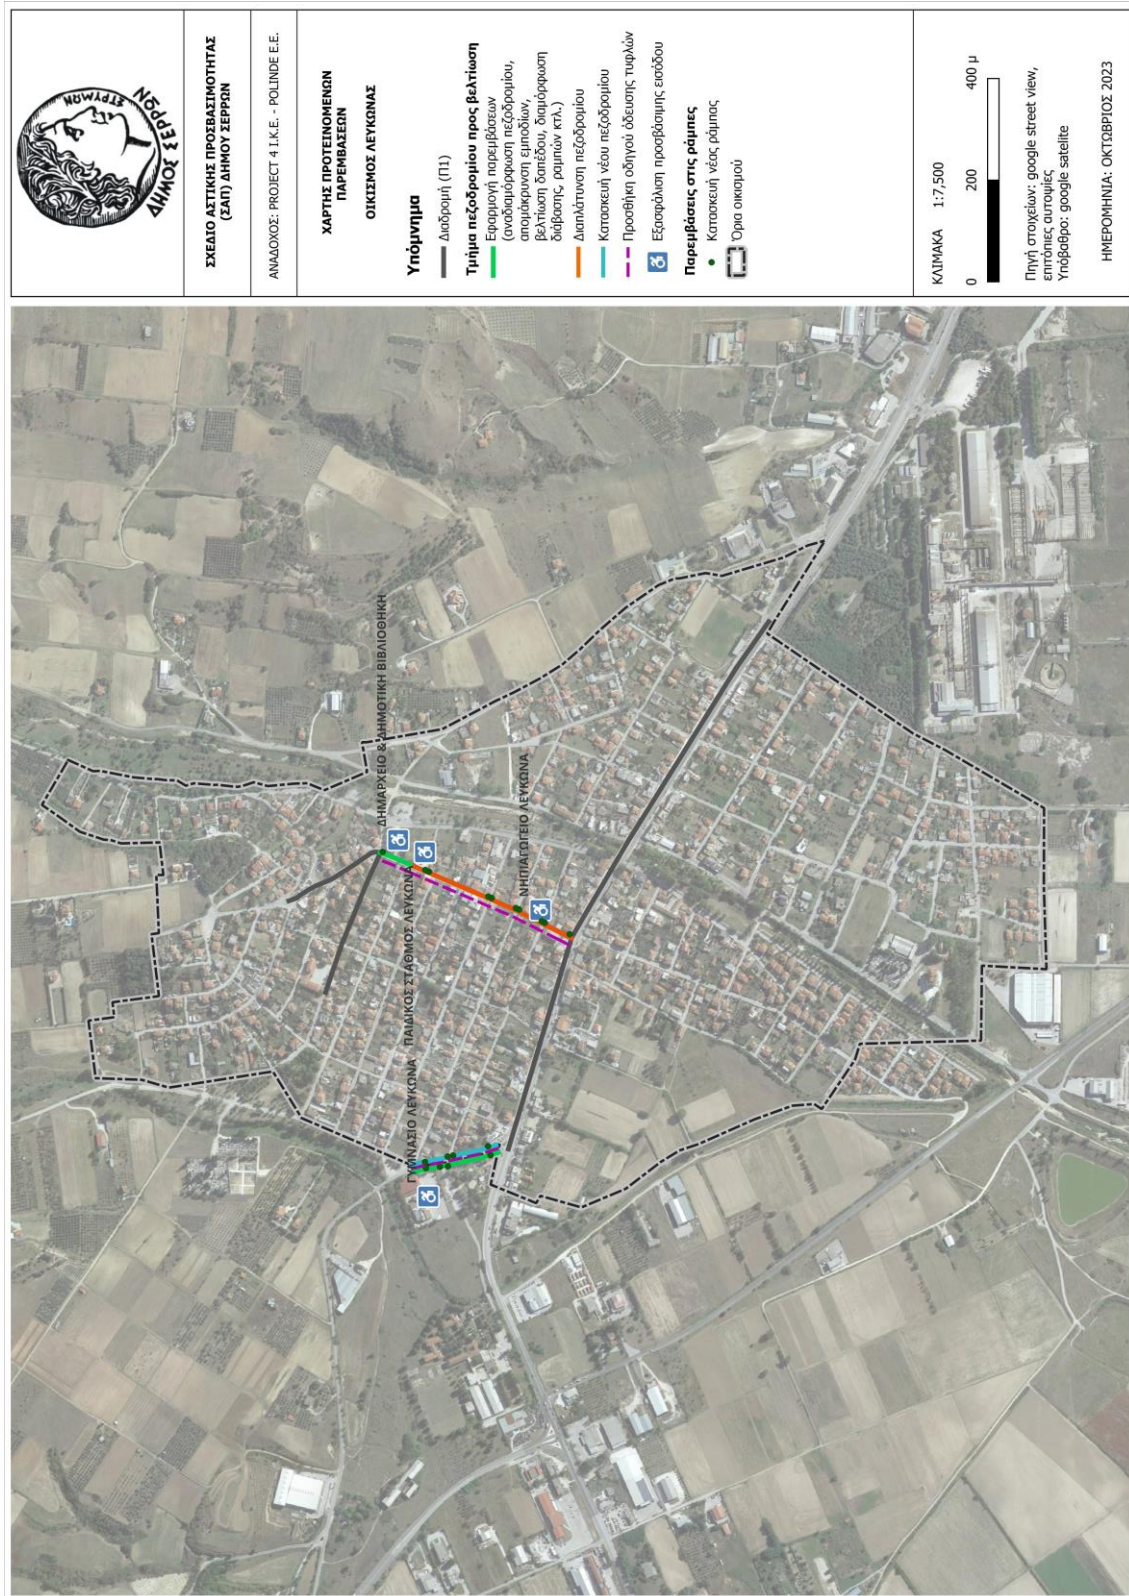 ΔΗΜΟΣ ΣΕΡΡΩΝ
ΣΤΡΥΜΩΝ
ΣΧΕΔΙΟ ΑΣΤΙΚΗΣ ΠΡΟΣΒΑΣΙΜΟΤΗΤΑΣ
(ΣΑΠ) ΔΗΜΟΥ ΣΕΡΡΩΝ
ΑΝΑΔΟΧΟΣ: PROJECT 4 Ι.Κ.Ε. - POLINDE E.E.
ΧΑΡΤΗΣ ΠΡΟΤΕΙΝΟΜΕΝΩΝ
ΠΑΡΕΜΒΑΣΕΩΝ
ΟΙΚΙΣΜΟΣ ΛΕΥΚΩΝΑΣ
Υπόμνημα
Διαδρομή (Π1)
Τμήμα πεζοδρομίου προς βελτίωση
Εφαρμογή παρεμβάσεων
(αναδιαμόρφωση πεζοδρομίου,
απομάκρυνση εμποδίων,
βελτίωση δαπέδου, διαμόρφωση
διάβασης, ραμπών κτλ.)
Διαπλάτυνση πεζοδρομίου
Κατασκευή νέου πεζοδρομίου
Προσθήκη οδηγού όδευσης τυφλών
Εξασφάλιση προσβάσιμης εισόδου
Παρεμβάσεις στις ράμπες
Κατασκευή νέας ράμπας
Όρια οικισμού
ΚΛΙΜΑΚΑ 1:7,500
0 200 400 μ
Πηγή στοιχείων: google street view,
επιτόπιες αυτοψίες
Υπόβαθρο: google satelite
ΗΜΕΡΟΜΗΝΙΑ: ΟΚΤΩΒΡΙΟΣ 2023
ΔΗΜΑΡΧΕΙΟ & ΔΗΜΟΤΙΚΗ ΒΙΒΛΙΟΘΗΚΗ
ΓΥΜΝΑΣΙΟ ΛΕΥΚΩΝΑ
ΠΑΙΔΙΚΟΣ ΣΤΑΘΜΟΣ ΛΕΥΚΩΝΑ
ΝΗΠΙΑΓΩΓΕΙΟ ΛΕΥΚΩΝΑ